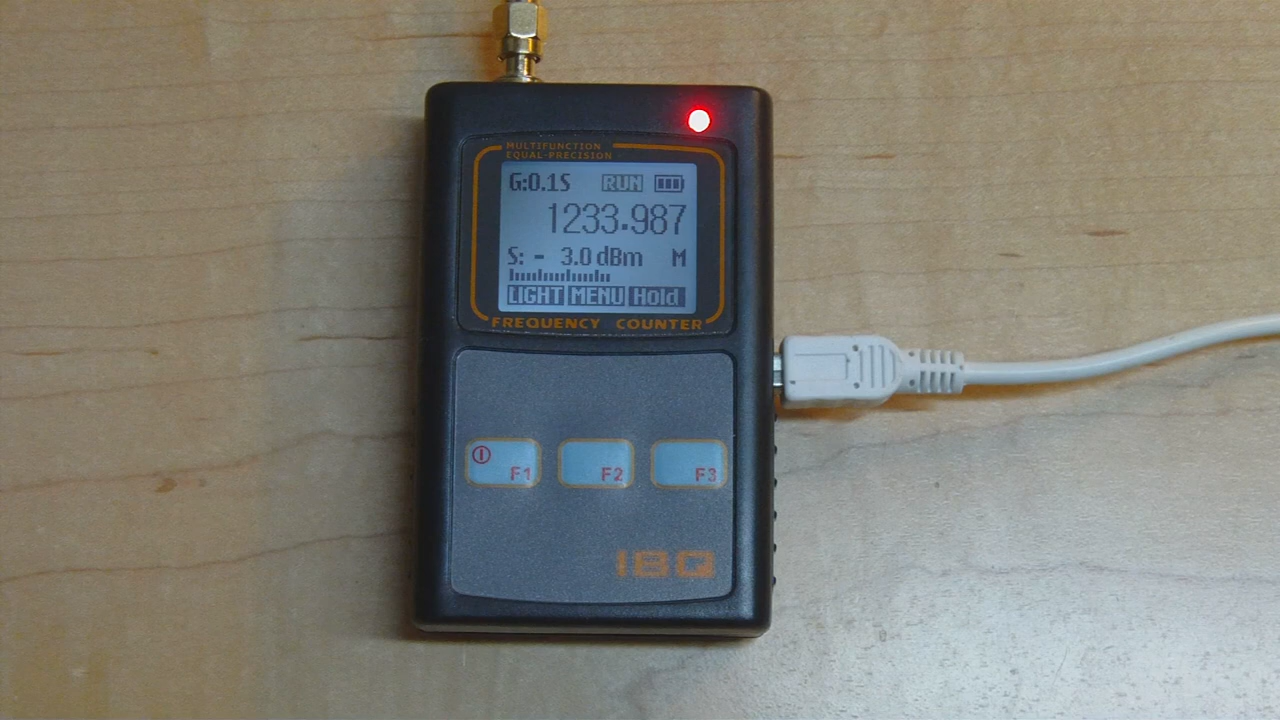 MULTIFUNCTION
EQUAL-PRECISION
G:0.1S RUN
1233.987
S: - 3.0 dBm M
LIGHT MENU Hold
FREQUENCY COUNTER
F1 F2 F3
IBQ